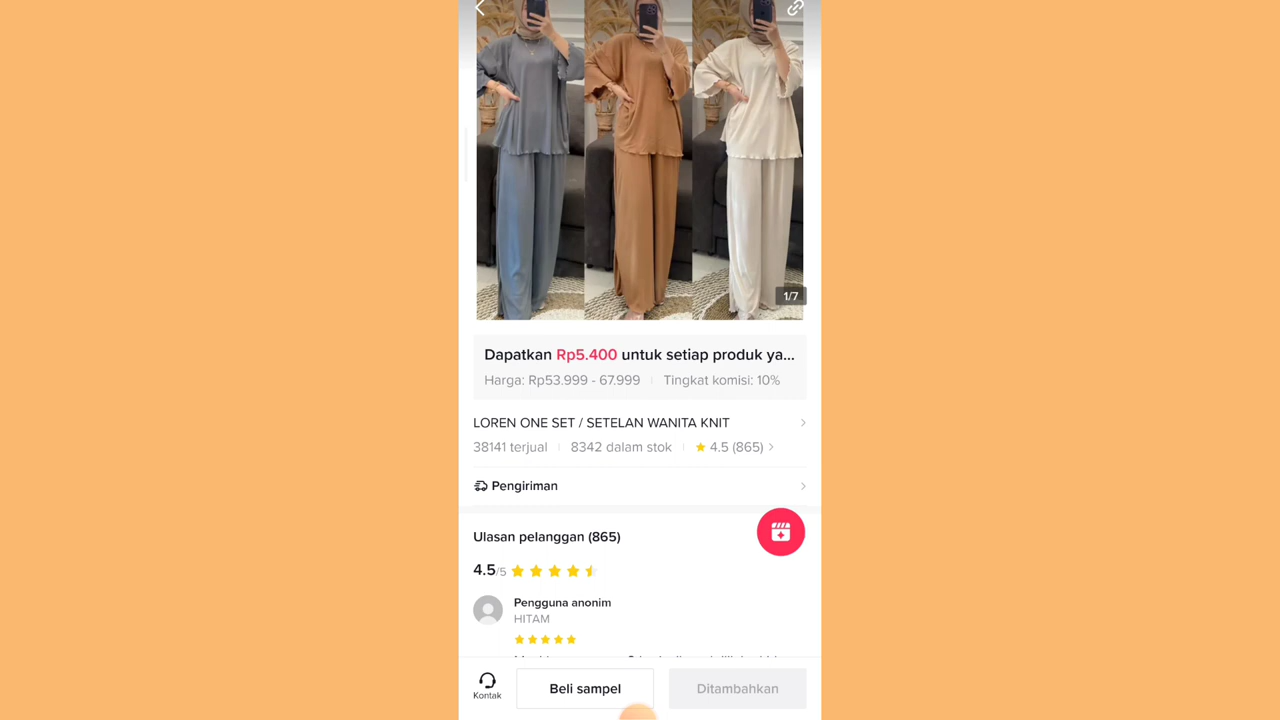 1/7
Dapatkan Rp5.400 untuk setiap produk ya...
Harga: Rp53.999 - 67.999 | Tingkat komisi: 10%
LOREN ONE SET / SETELAN WANITA KNIT
38141 terjual | 8342 dalam stok | 4.5 (865)
Pengiriman
Ulasan pelanggan (865)
4.5/5
Pengguna anonim
HITAM
Kontak
Beli sampel
Ditambahkan